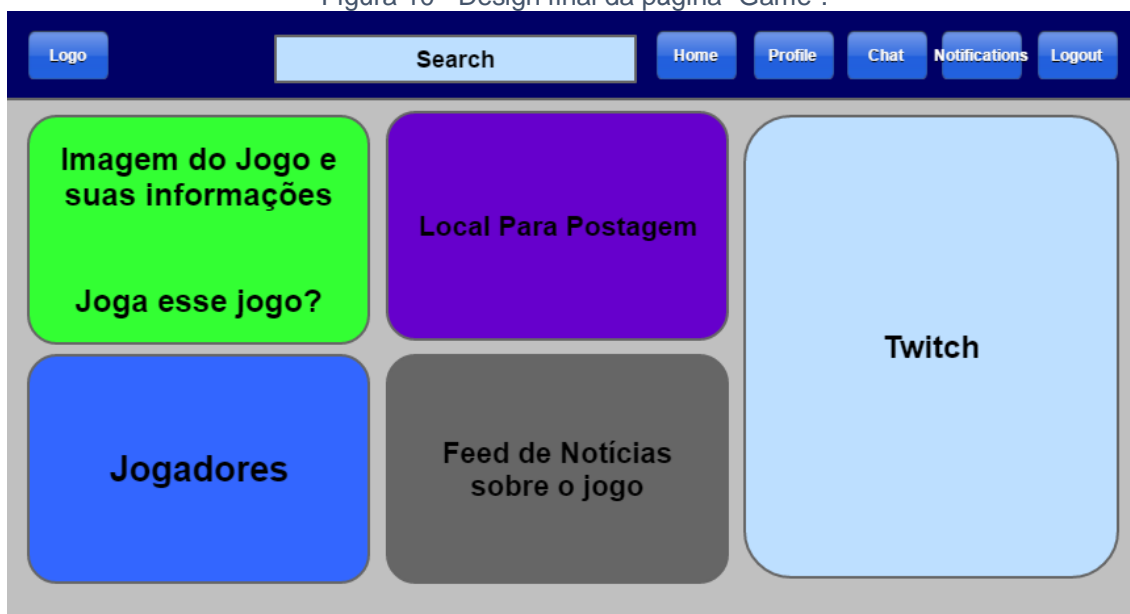 Figura 10 - Design final da página "Game".
Logo
Search
Home
Profile
Chat
Notifications
Logout
Imagem do Jogo e
suas informações
Joga esse jogo?
Local Para Postagem
Twitch
Jogadores
Feed de Notícias
sobre o jogo